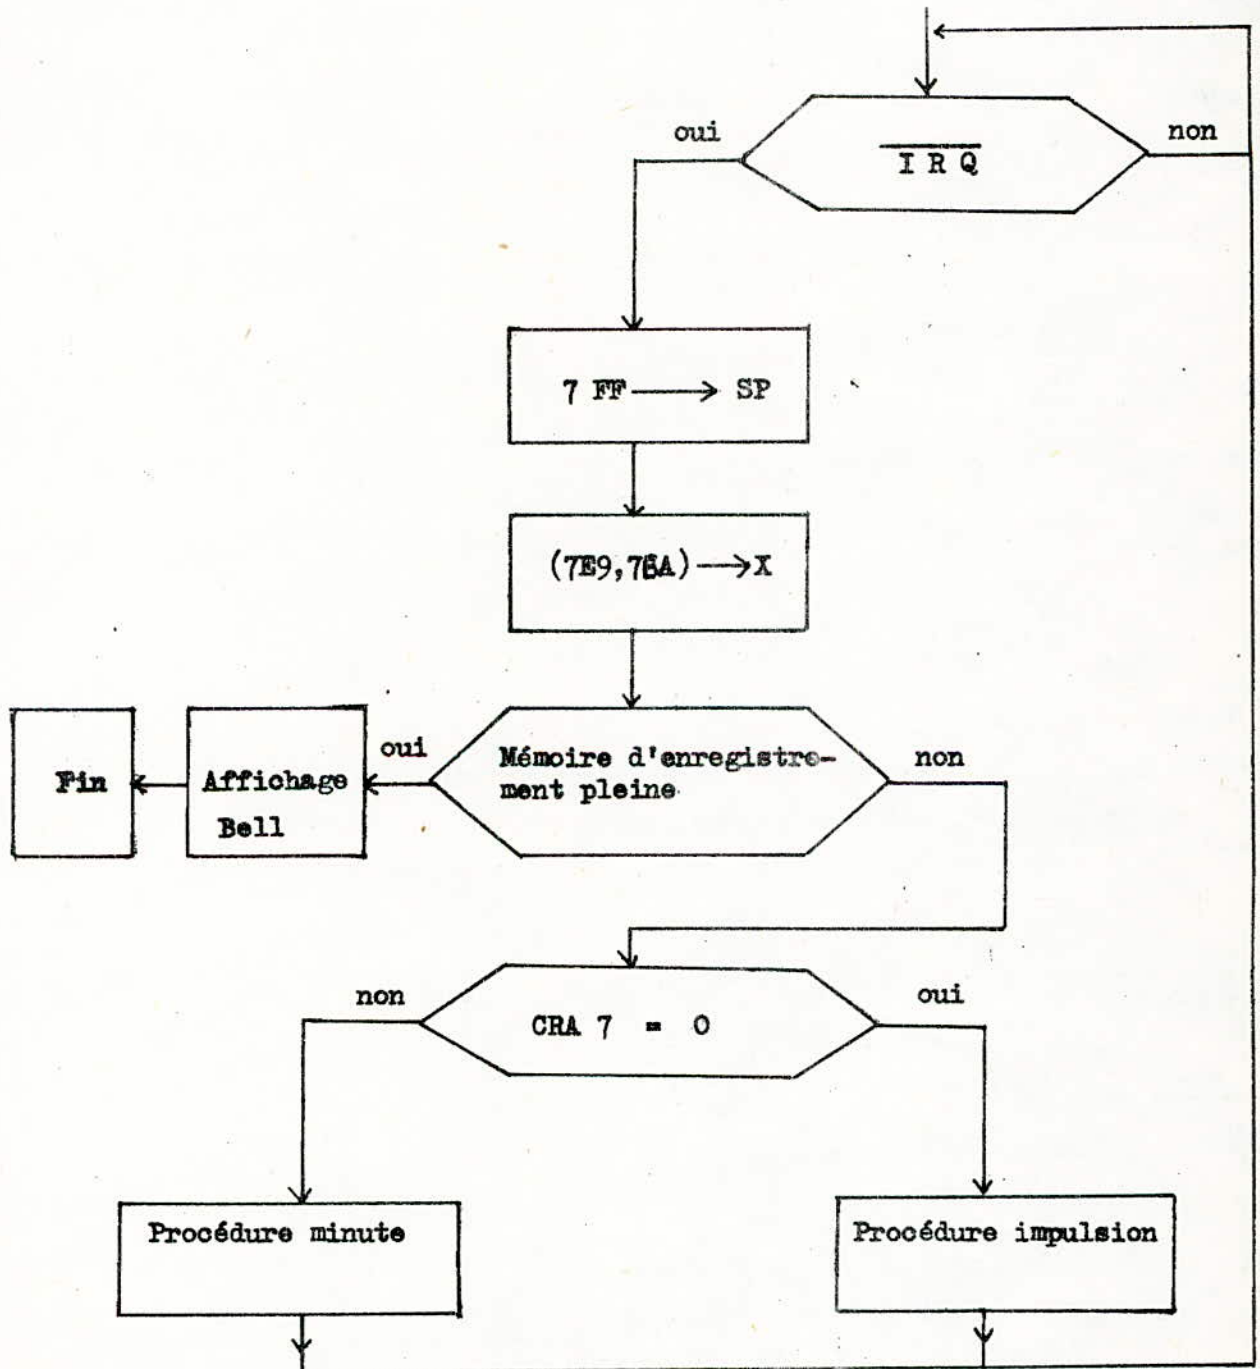 oui
non
I R Q
7 FF → SP
(7E9,7EA) → X
oui
non
Mémoire d'enregistre-
ment pleine
Fin
Affichage
Bell
non
oui
CRA 7 = 0
Procédure minute
Procédure impulsion